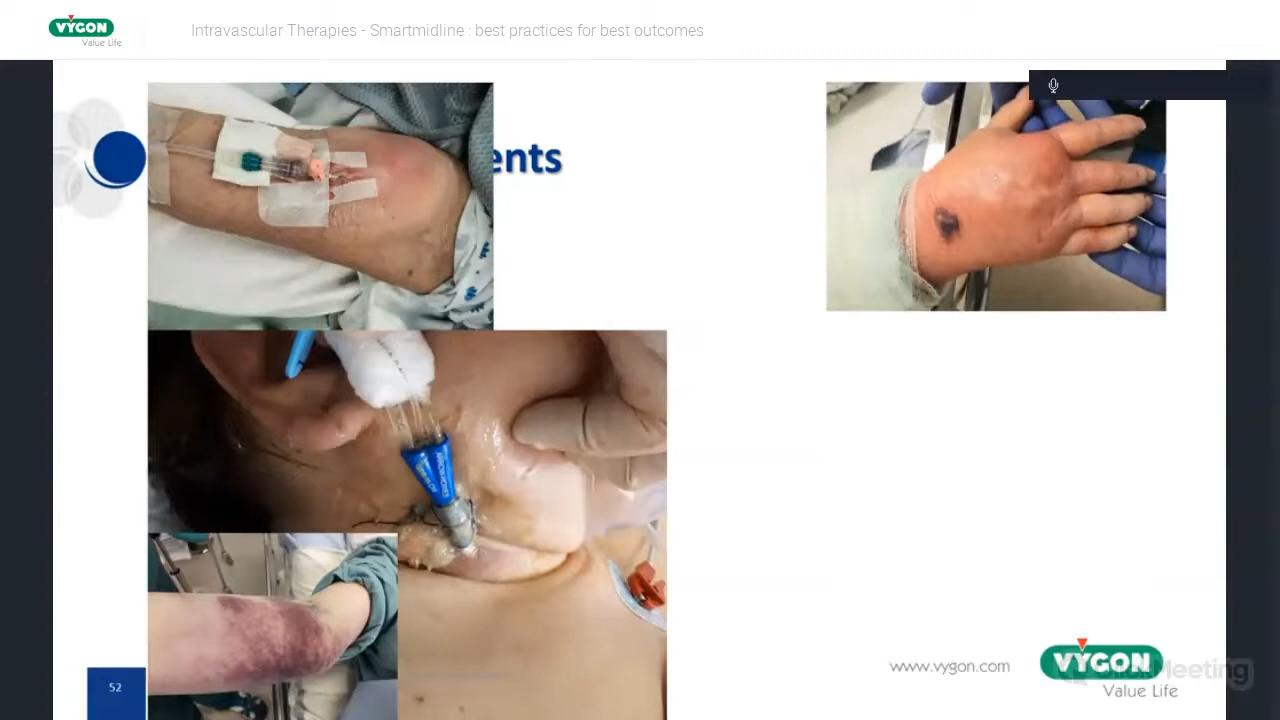 VYGON
Value Life
Intravascular Therapies - Smartmidline : best practices for best outcomes
ents
52
www.vygon.com
VYGON
Value Life
Meeting